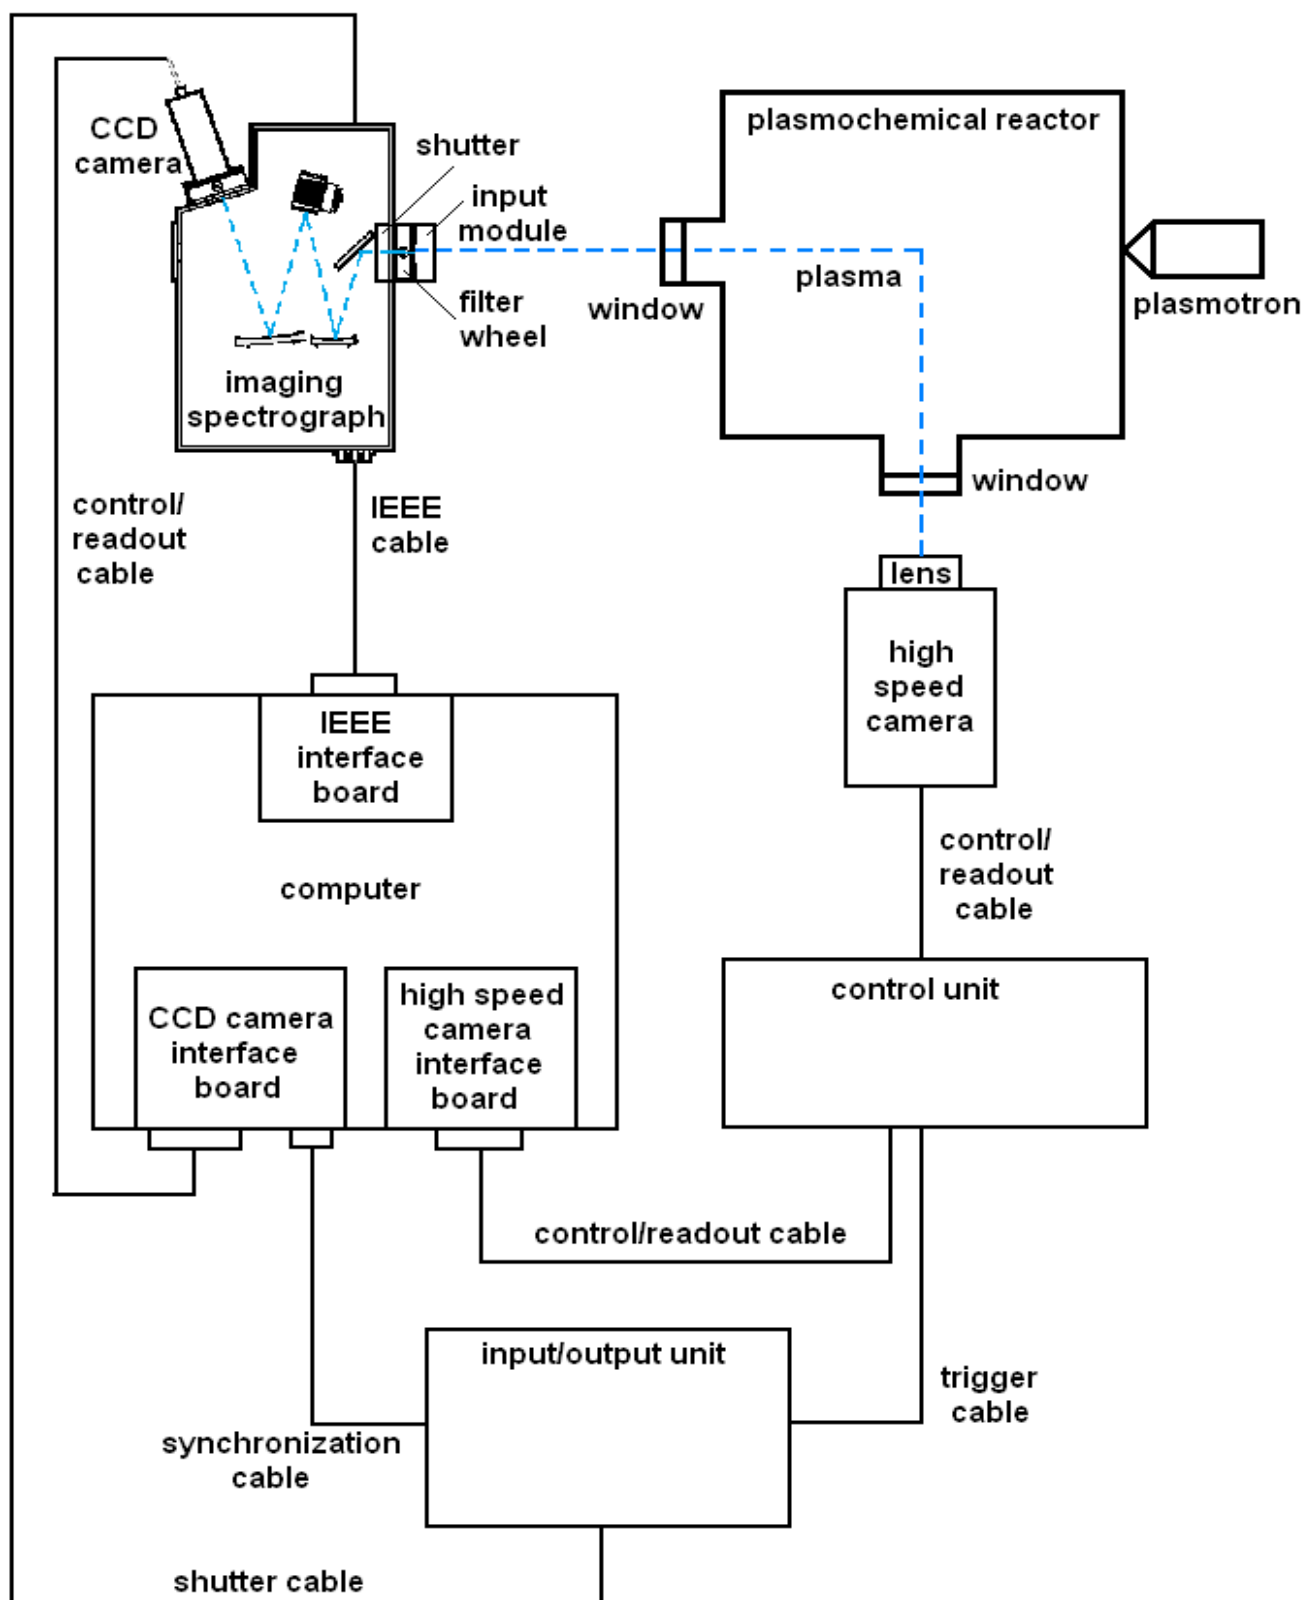 plasmochemical reactor
CCD
camera
shutter
input
module
filter
wheel
window
plasma
plasmotron
imaging
spectrograph
window
control/
readout
cable
IEEE
cable
lens
high
speed
camera
IEEE
interface
board
computer
control/
readout
cable
CCD camera
interface
board
high speed
camera
interface
board
control unit
control/readout cable
input/output unit
trigger
cable
synchronization
cable
shutter cable